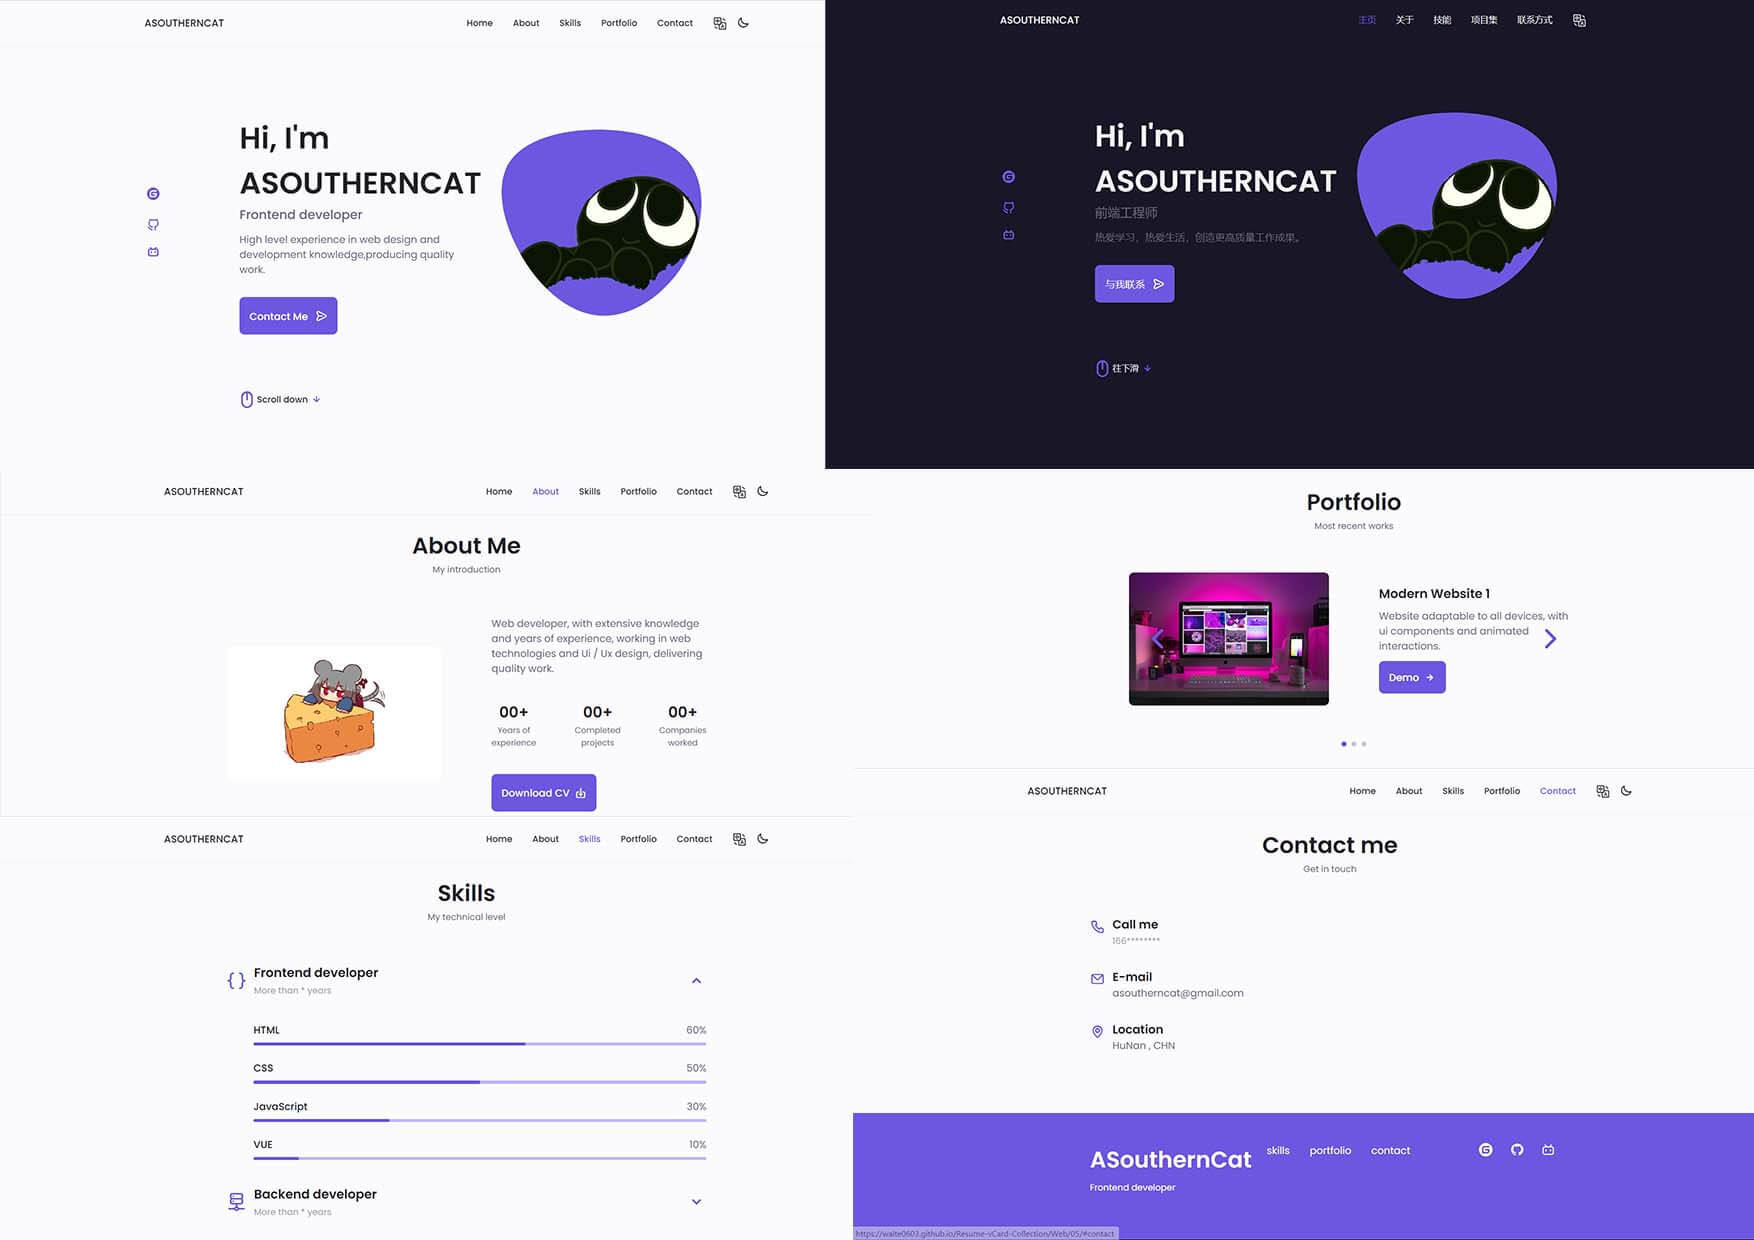 ASOUTHERNCAT
Home About Skills Portfolio Contact
Hi, I'm
ASOUTHERNCAT
Frontend developer
High level experience in web design and
development knowledge,producing quality
work.
Contact Me
Scroll down
ASOUTHERNCAT
主页 关于 技能 项目集 联系方式
Hi, I'm
ASOUTHERNCAT
前端工程师
热爱学习，热爱生活，创造更高质量工作成果。
与我联系
往下滑
ASOUTHERNCAT
Home About Skills Portfolio Contact
About Me
My introduction
Web developer, with extensive knowledge
and years of experience, working in web
technologies and Ui / Ux design, delivering
quality work.
00+ 00+ 00+
Years of Completed Companies
experience projects worked
Download CV
Portfolio
Most recent works
Modern Website 1
Website adaptable to all devices, with
ui components and animated
interactions.
Demo
ASOUTHERNCAT
Home About Skills Portfolio Contact
Skills
My technical level
Frontend developer
More than * years
HTML 60%
CSS 50%
JavaScript 30%
VUE 10%
Backend developer
More than * years
ASOUTHERNCAT
Home About Skills Portfolio Contact
Contact me
Get in touch
Call me
166********
E-mail
asoutherncat@gmail.com
Location
HuNan , CHN
ASouthernCat
skills portfolio contact
Frontend developer
https://waite0603.github.io/Resume-vCard-Collection/Web/05/#contact